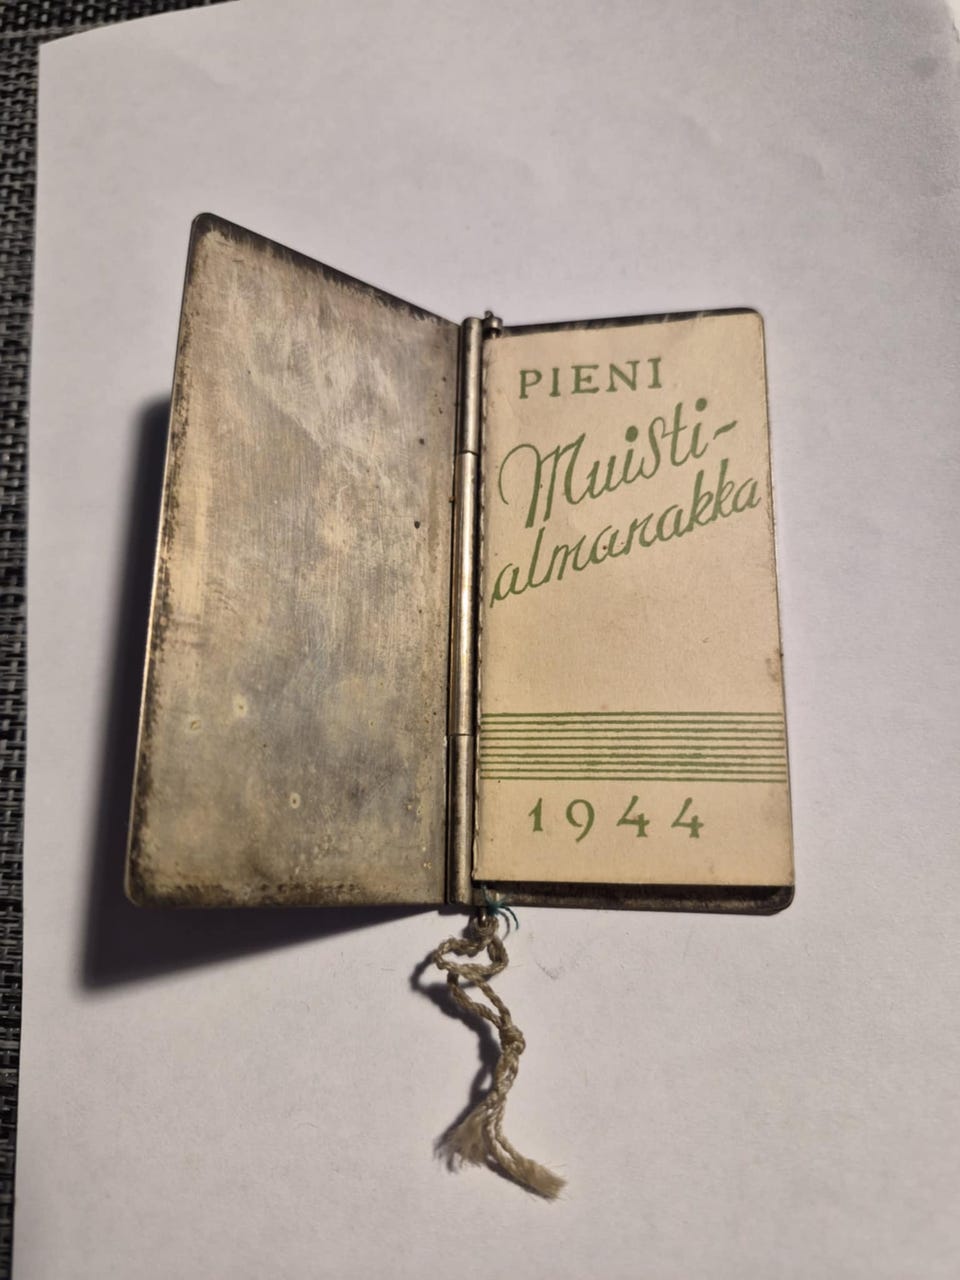 PIENI
Muisti-
almanakka
1944